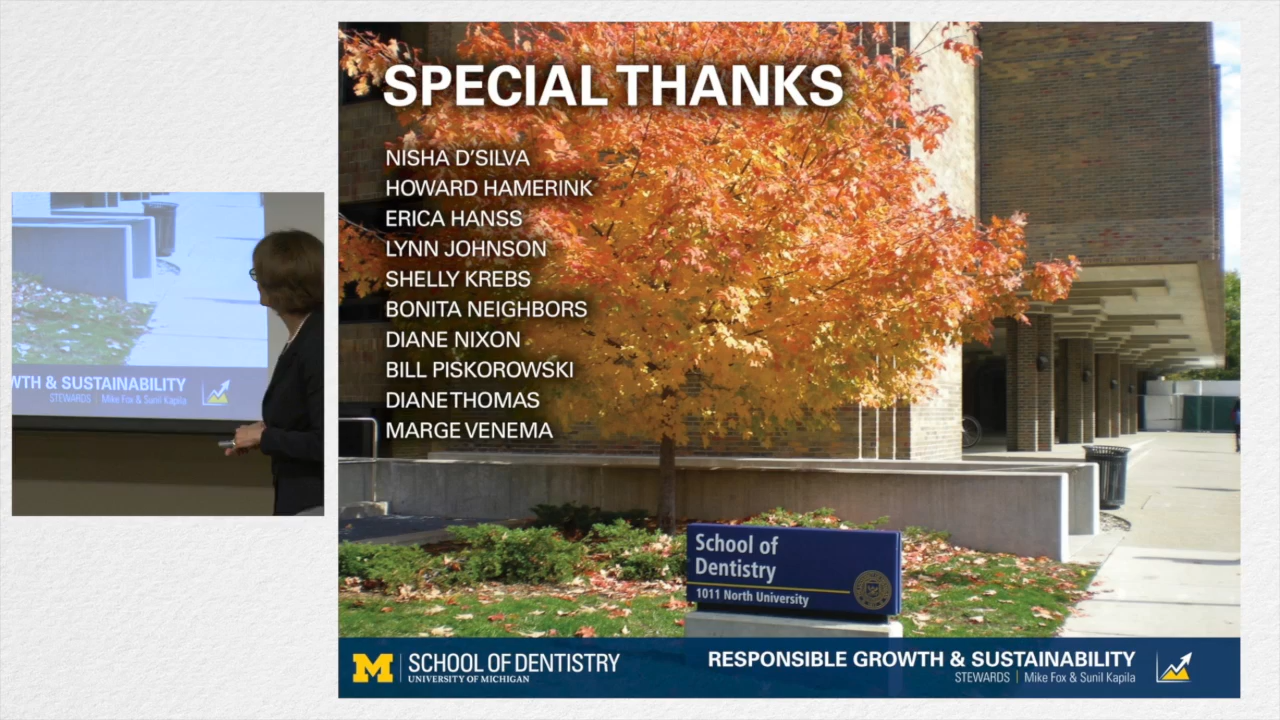 SPECIAL THANKS
NISHA D'SILVA
HOWARD HAMERINK
ERICA HANSS
LYNN JOHNSON
SHELLY KREBS
BONITA NEIGHBORS
DIANE NIXON
BILL PISKOROWSKI
DIANE THOMAS
MARGE VENEMA
School of
Dentistry
1011 North University
M SCHOOL OF DENTISTRY
UNIVERSITY OF MICHIGAN
RESPONSIBLE GROWTH & SUSTAINABILITY
STEWARDS | Mike Fox & Sunil Kapila
WTH & SUSTAINABILITY
STEWARDS | Mike Fox & Sunil Kapila